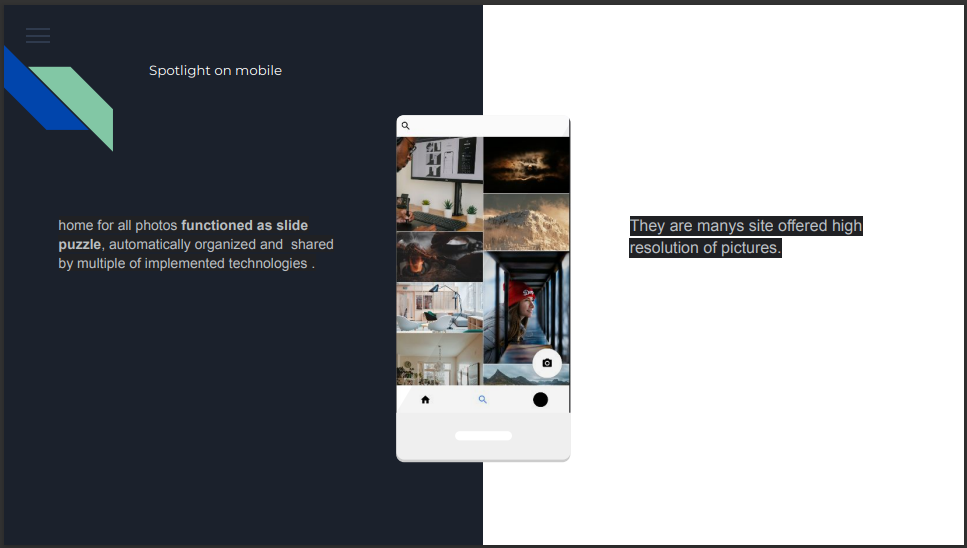 Spotlight on mobile
home for all photos functioned as slide
puzzle, automatically organized and  shared
by multiple of implemented technologies .
They are manys site offered high
resolution of pictures.